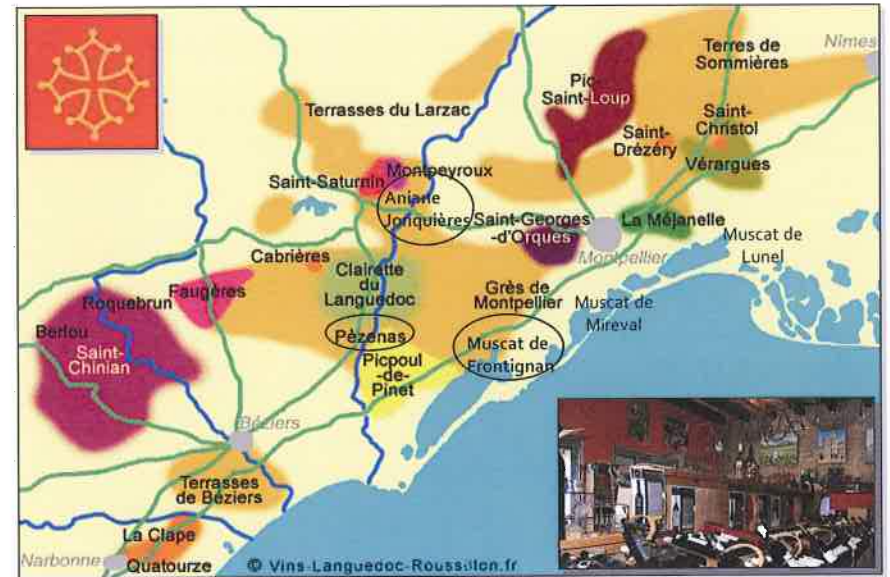 Terres de
Sommières
Nîmes
Pic-
Saint-Loup
Terrasses du Larzac
Saint-
Christol
Saint-
Drézéry
Vérargues
Montpeyroux
Saint-Saturnin
Aniane
Jonquières
Saint-Georges
-d'Orques
La Méjanelle
Muscat de
Lunel
Montpellier
Cabrières
Clairette
du
Languedoc
Grès de
Montpellier
Faugères
Roquebrun
Muscat de
Mireval
Berlou
Saint-
Chinian
Pèzenas
Muscat de
Frontignan
Picpoul
-de-
Pinet
Béziers
Terrasses
de Béziers
La Clape
Narbonne
Quatourze
© Vins-Languedoc-Roussillon.fr